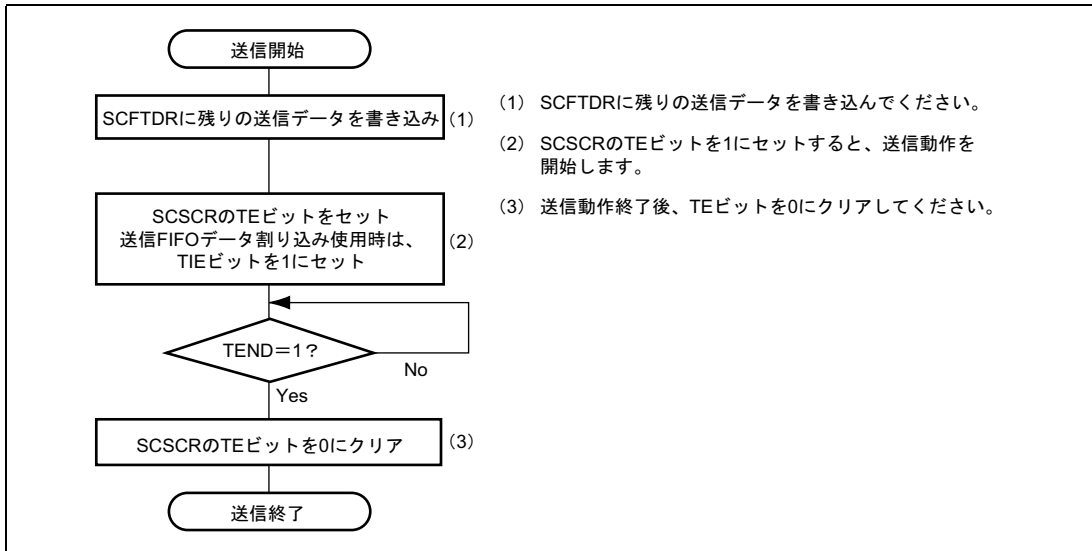 送信開始
SCFTDRに残りの送信データを書き込み (1)
SCSCRのTEビットをセット
送信FIFOデータ割り込み使用時は、
TIEビットを1にセット
(2)
TEND=1?
No
Yes
SCSCRのTEビットを0にクリア (3)
送信終了
(1) SCFTDRに残りの送信データを書き込んでください。
(2) SCSCRのTEビットを1にセットすると、送信動作を
開始します。
(3) 送信動作終了後、TEビットを0にクリアしてください。